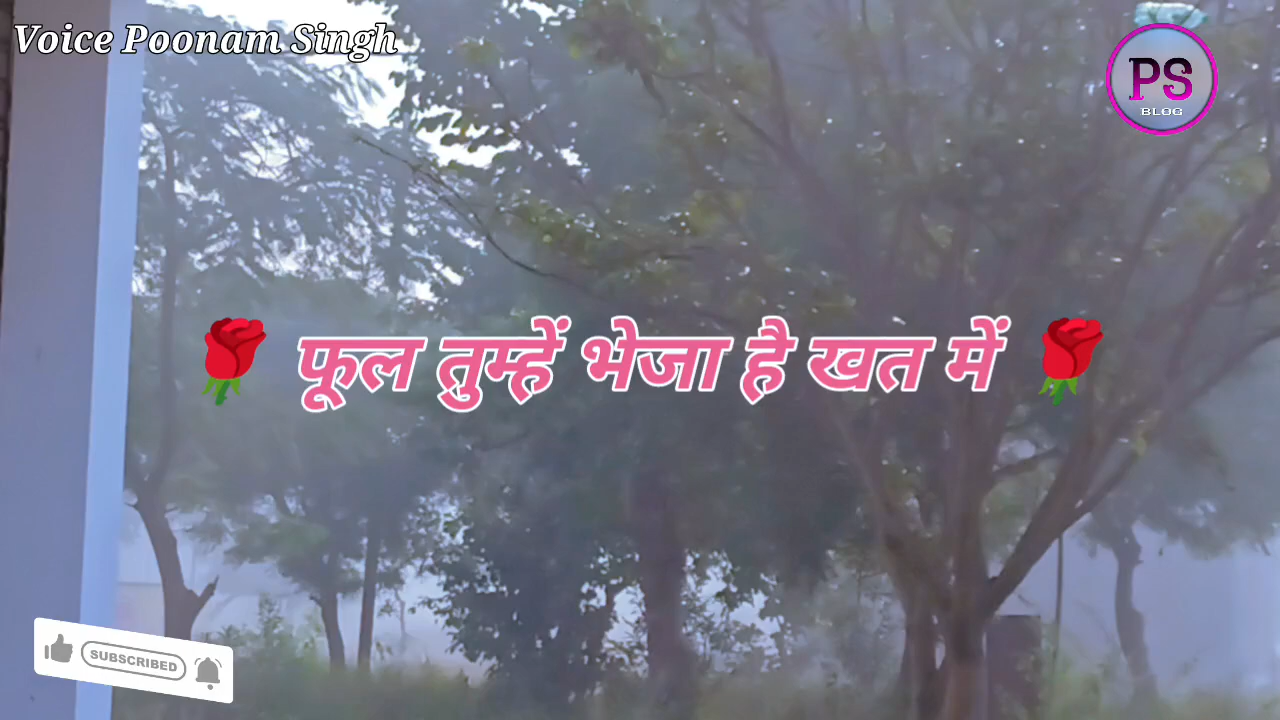 Voice Poonam Singh
PS
BLOG
फूल तुम्हें भेजा है खत में
SUBSCRIBED